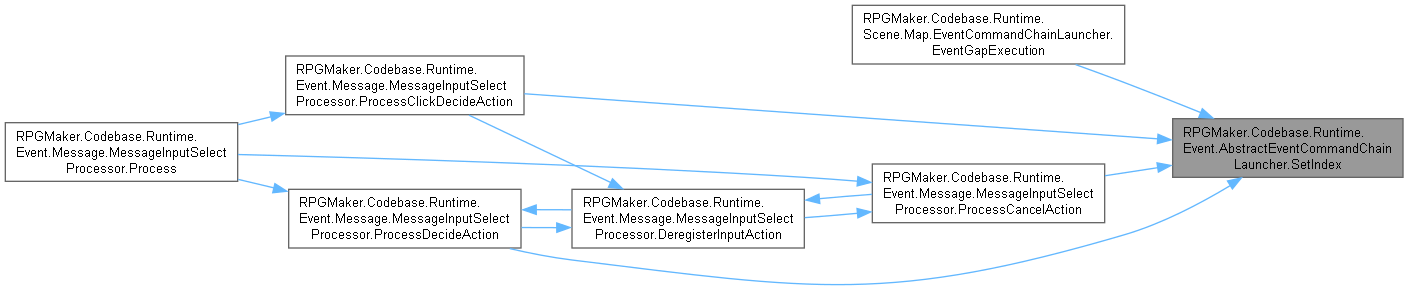 RPGMaker.Codebase.Runtime.
Scene.Map.EventCommandChainLauncher.
EventGapExecution
RPGMaker.Codebase.Runtime.
Event.Message.MessageInputSelect
Processor.ProcessClickDecideAction
RPGMaker.Codebase.Runtime.
Event.Message.MessageInputSelect
Processor.Process
RPGMaker.Codebase.Runtime.
Event.AbstractEventCommandChain
Launcher.SetIndex
RPGMaker.Codebase.Runtime.
Event.Message.MessageInputSelect
Processor.ProcessDecideAction
RPGMaker.Codebase.Runtime.
Event.Message.MessageInputSelect
Processor.DeregisterInputAction
RPGMaker.Codebase.Runtime.
Event.Message.MessageInputSelect
Processor.ProcessCancelAction